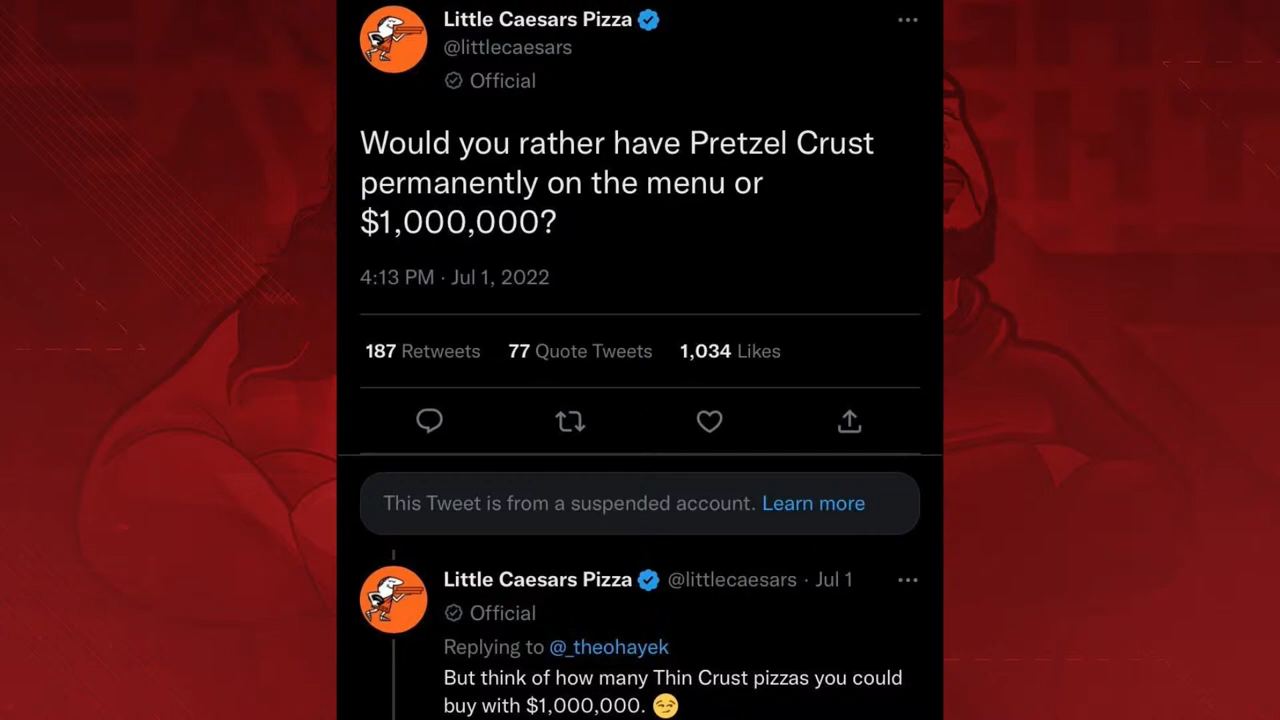 Little Caesars Pizza
@littlecaesars
Official
Would you rather have Pretzel Crust
permanently on the menu or
$1,000,000?
4:13 PM · Jul 1, 2022
187 Retweets 77 Quote Tweets 1,034 Likes
This Tweet is from a suspended account. Learn more
Little Caesars Pizza @littlecaesars · Jul 1
Official
Replying to @_theohayek
But think of how many Thin Crust pizzas you could
buy with $1,000,000. 😏